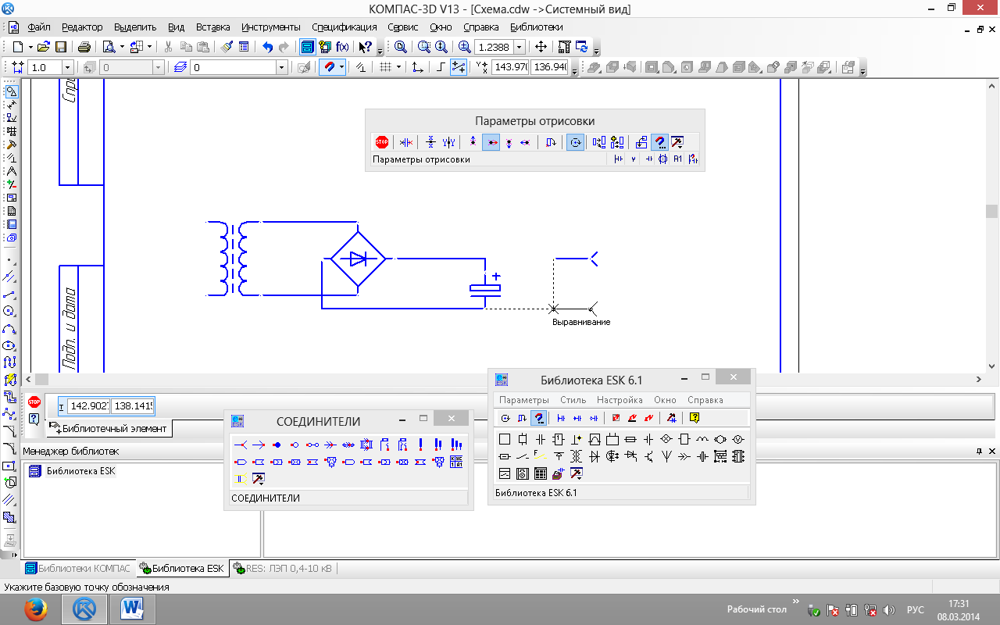 КОМПАС-3D V13 - [Схема.cdw ->Системный вид]
Файл Редактор Выделить Вид Вставка Инструменты Спецификация Сервис Окно Справка Библиотеки
f(x) 1.2388
1.0 0 0 143.970 136.940
Параметры отрисовки
STOP
Параметры отрисовки R1
Подп. и дата
Выравнивание
Библиотека ESK 6.1
Параметры Стиль Настройка Окно Справка
Библиотека ESK 6.1
STOP 142.902 138.1415
Библиотечный элемент
СОЕДИНИТЕЛИ
СОЕДИНИТЕЛИ
Менеджер библиотек
Библиотека ESK
Библиотеки КОМПАС Библиотека ESK RES: ЛЭП 0,4-10 кВ
Укажите базовую точку обозначения
Рабочий стол РУС 17:31
08.03.2014